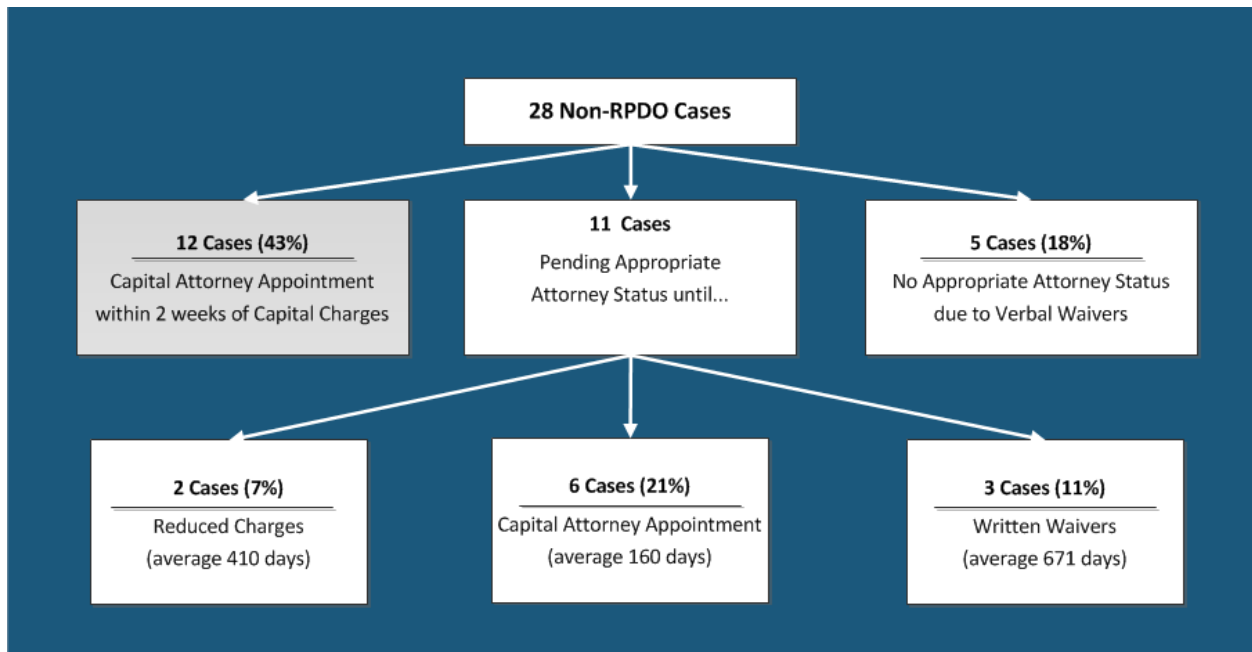 28 Non-RPDO Cases
12 Cases (43%)
Capital Attorney Appointment
within 2 weeks of Capital Charges
11 Cases
Pending Appropriate
Attorney Status until...
5 Cases (18%)
No Appropriate Attorney Status
due to Verbal Waivers
2 Cases (7%)
Reduced Charges
(average 410 days)
6 Cases (21%)
Capital Attorney Appointment
(average 160 days)
3 Cases (11%)
Written Waivers
(average 671 days)